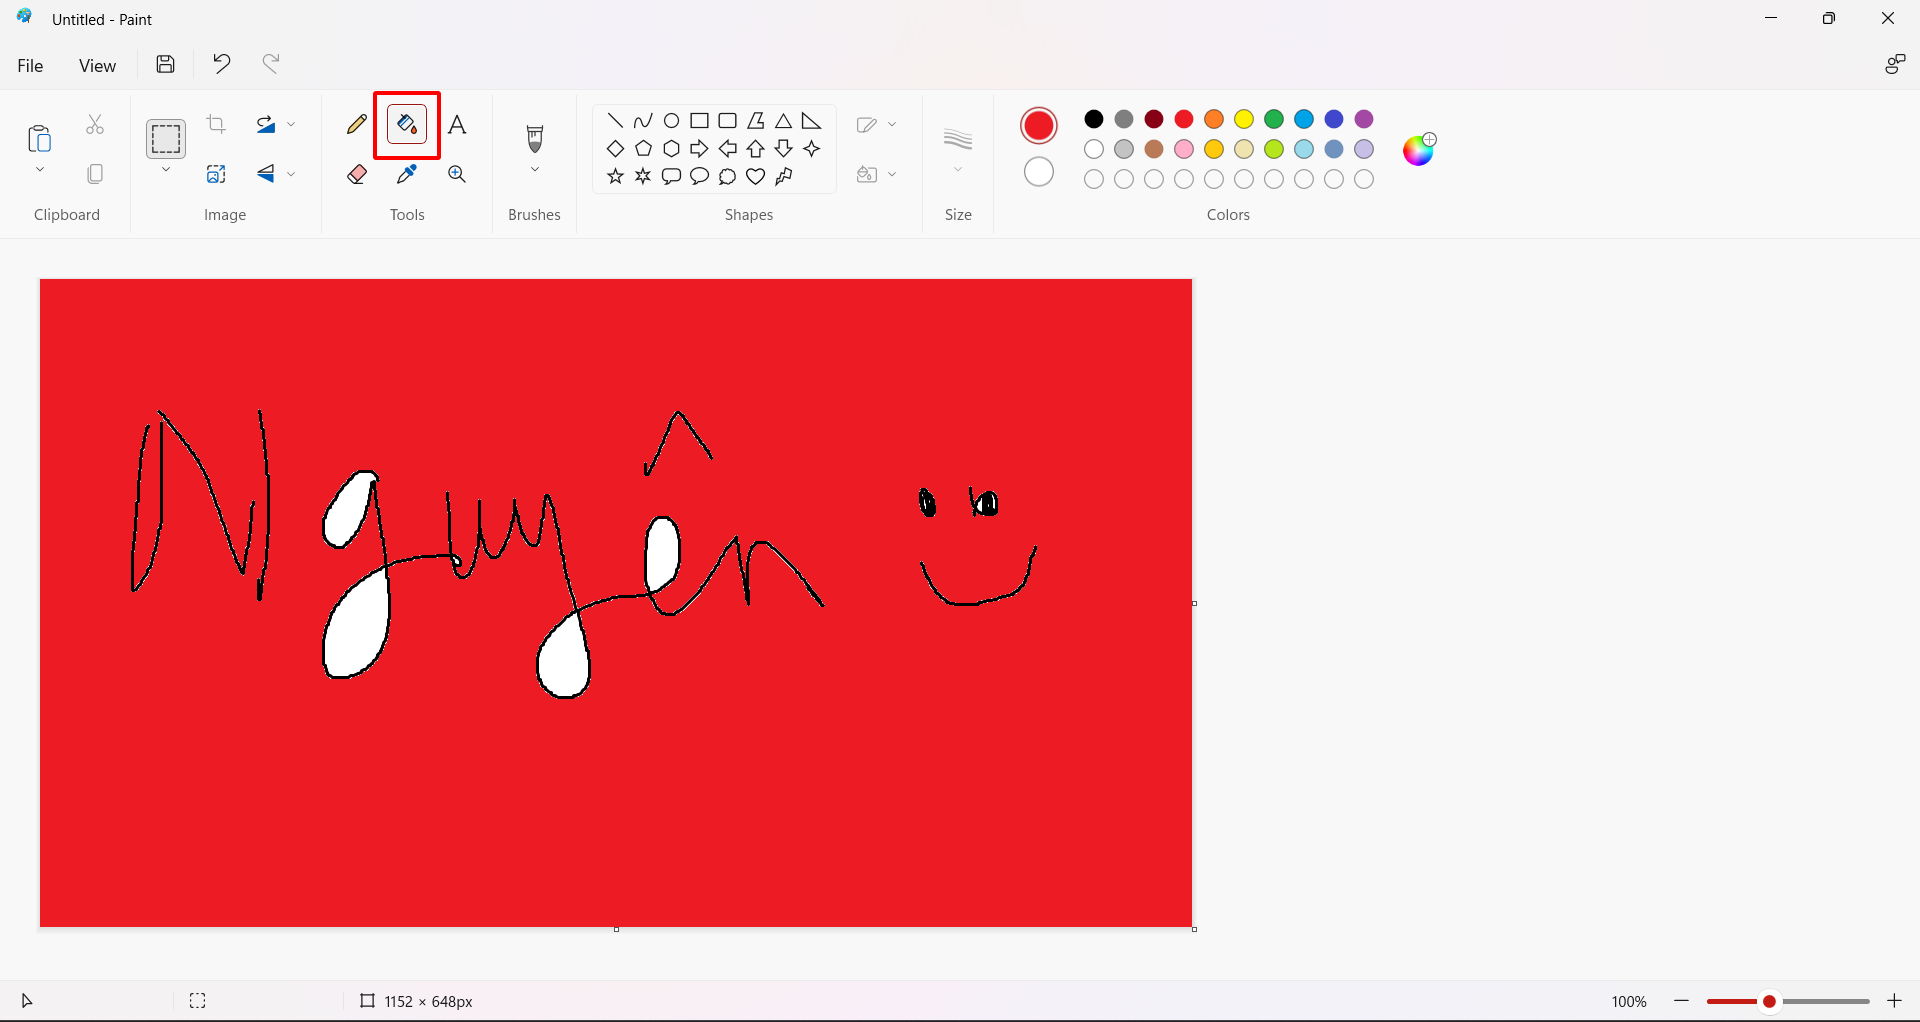 Untitled - Paint
File View
Clipboard Image Tools Brushes Shapes Size Colors
Nguyên
1152 × 648px 100%